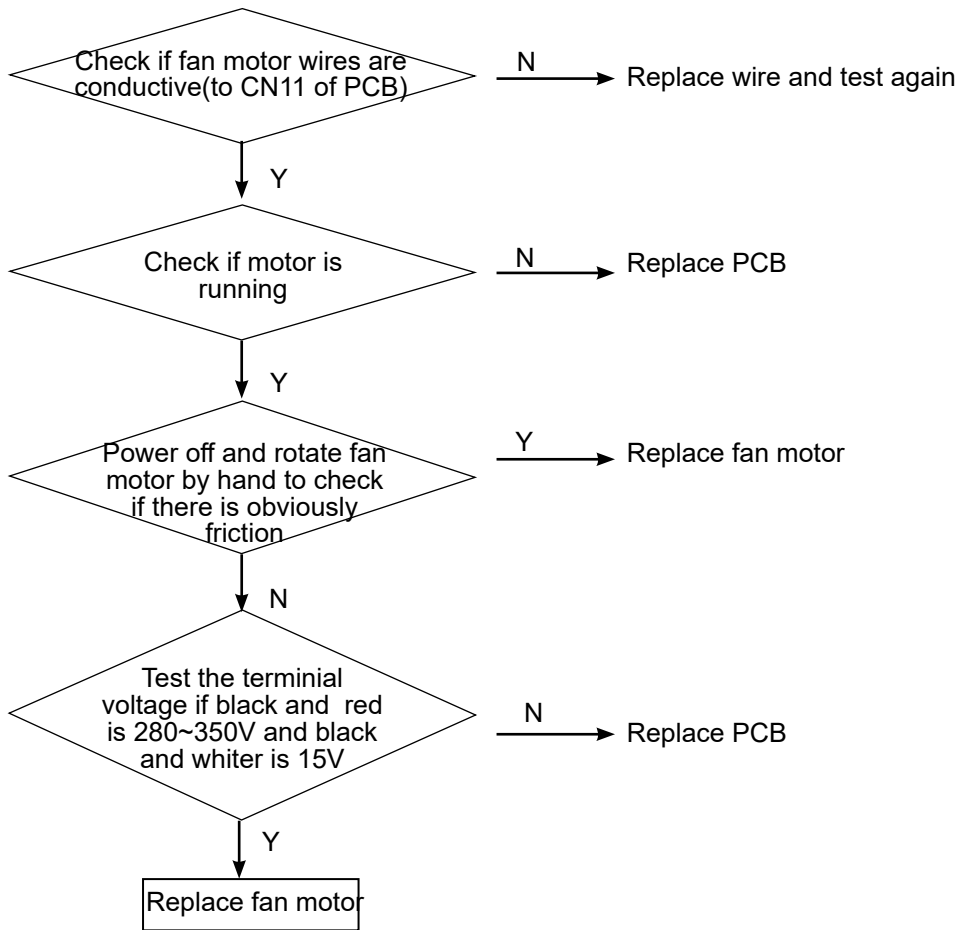 Check if fan motor wires are
conductive(to CN11 of PCB)
N
Replace wire and test again
Y
Check if motor is
running
N
Replace PCB
Y
Power off and rotate fan
motor by hand to check
if there is obviously
friction
Y
Replace fan motor
N
Test the terminial
voltage if black and  red
is 280~350V and black
and whiter is 15V
N
Replace PCB
Y
Replace fan motor